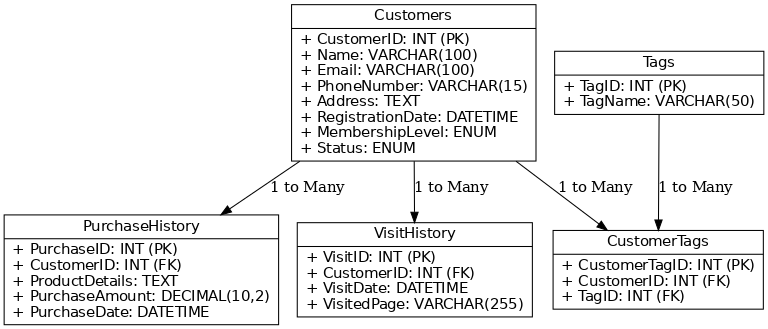 Customers
+ CustomerID: INT (PK)
+ Name: VARCHAR(100)
+ Email: VARCHAR(100)
+ PhoneNumber: VARCHAR(15)
+ Address: TEXT
+ RegistrationDate: DATETIME
+ MembershipLevel: ENUM
+ Status: ENUM
Tags
+ TagID: INT (PK)
+ TagName: VARCHAR(50)
1 to Many
1 to Many
1 to Many
1 to Many
PurchaseHistory
+ PurchaseID: INT (PK)
+ CustomerID: INT (FK)
+ ProductDetails: TEXT
+ PurchaseAmount: DECIMAL(10,2)
+ PurchaseDate: DATETIME
VisitHistory
+ VisitID: INT (PK)
+ CustomerID: INT (FK)
+ VisitDate: DATETIME
+ VisitedPage: VARCHAR(255)
CustomerTags
+ CustomerTagID: INT (PK)
+ CustomerID: INT (FK)
+ TagID: INT (FK)